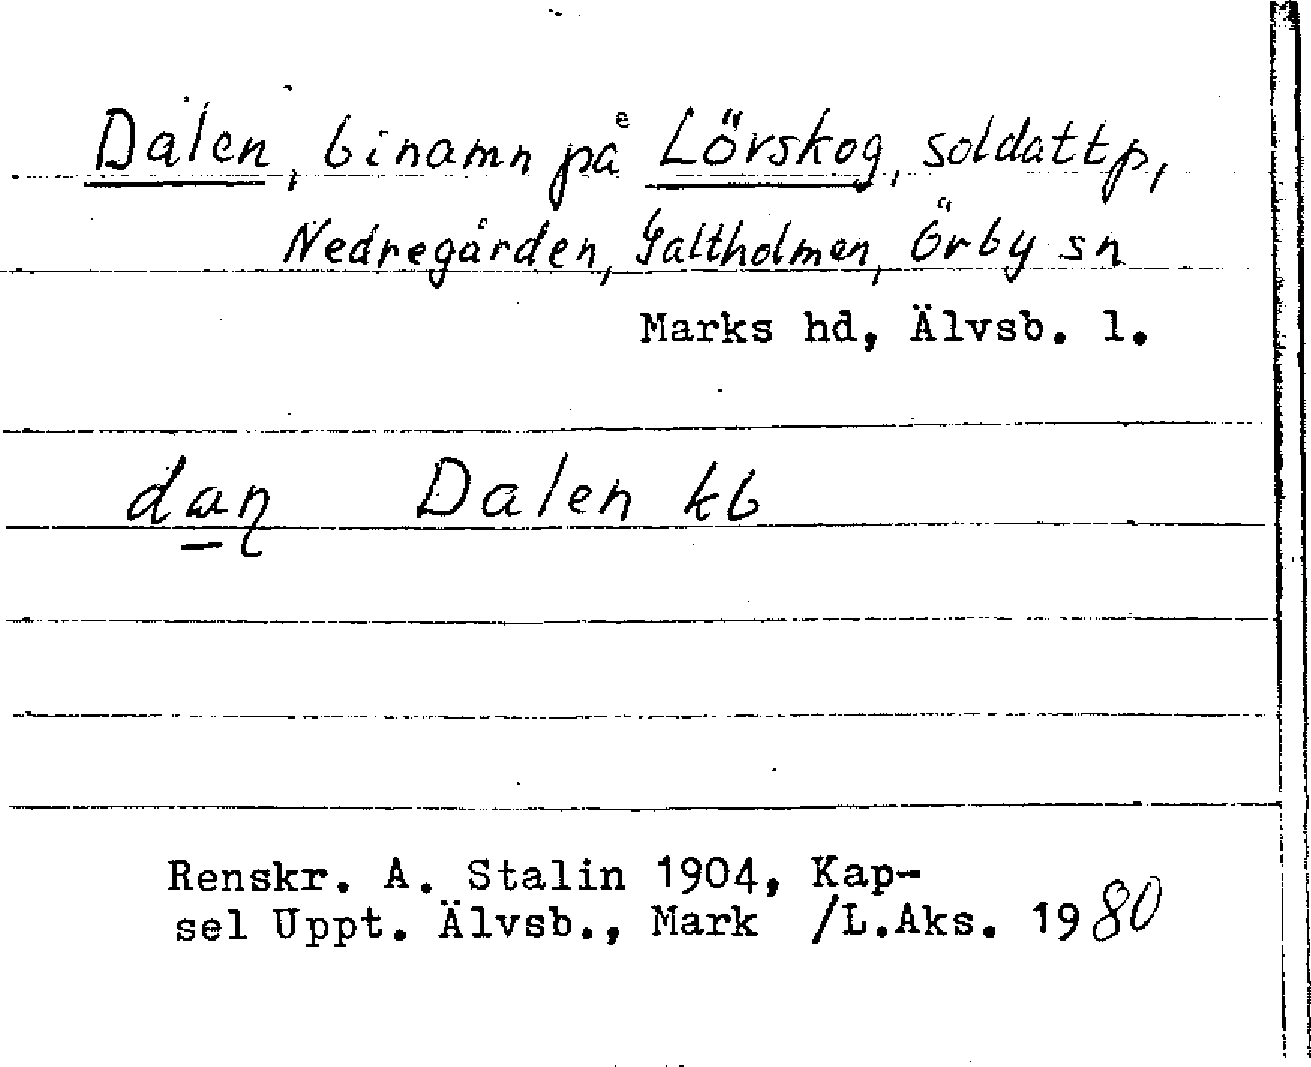 Dalen, binamn på Lörskog, soldattp,
Nedregården, Galtholmen, Örby sn
Marks hd, Älvsb. l.
daɳ Dalen kb
Renskr. A. Stalin 1904, Kap-
sel Uppt. Älvsb., Mark /L.Aks. 1980